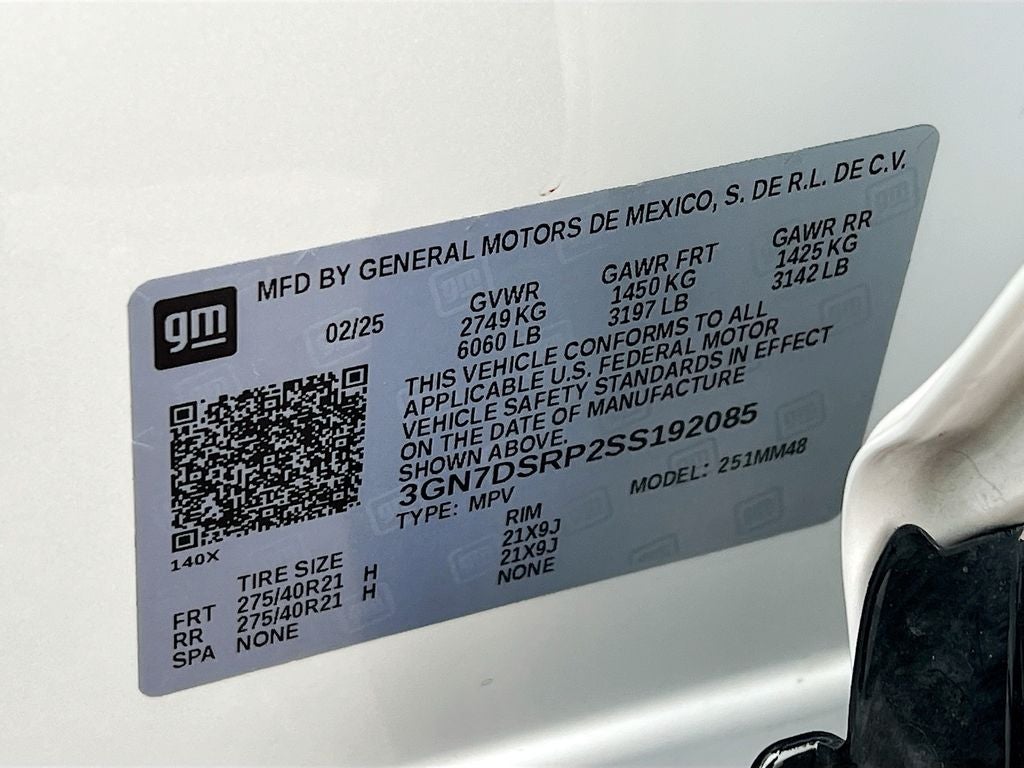 MFD BY GENERAL MOTORS DE MEXICO, S. DE R.L. DE C.V.
gm
02/25
GVWR GAWR FRT GAWR RR
2749 KG 1450 KG 1425 KG
6060 LB 3197 LB 3142 LB
THIS VEHICLE CONFORMS TO ALL
APPLICABLE U.S. FEDERAL MOTOR
VEHICLE SAFETY STANDARDS IN EFFECT
ON THE DATE OF MANUFACTURE
SHOWN ABOVE.
3GN7DSRP2SS192085
TYPE: MPV MODEL: 251MM48
140X
TIRE SIZE RIM
FRT 275/40R21 H 21X9J
RR 275/40R21 H 21X9J
SPA NONE NONE